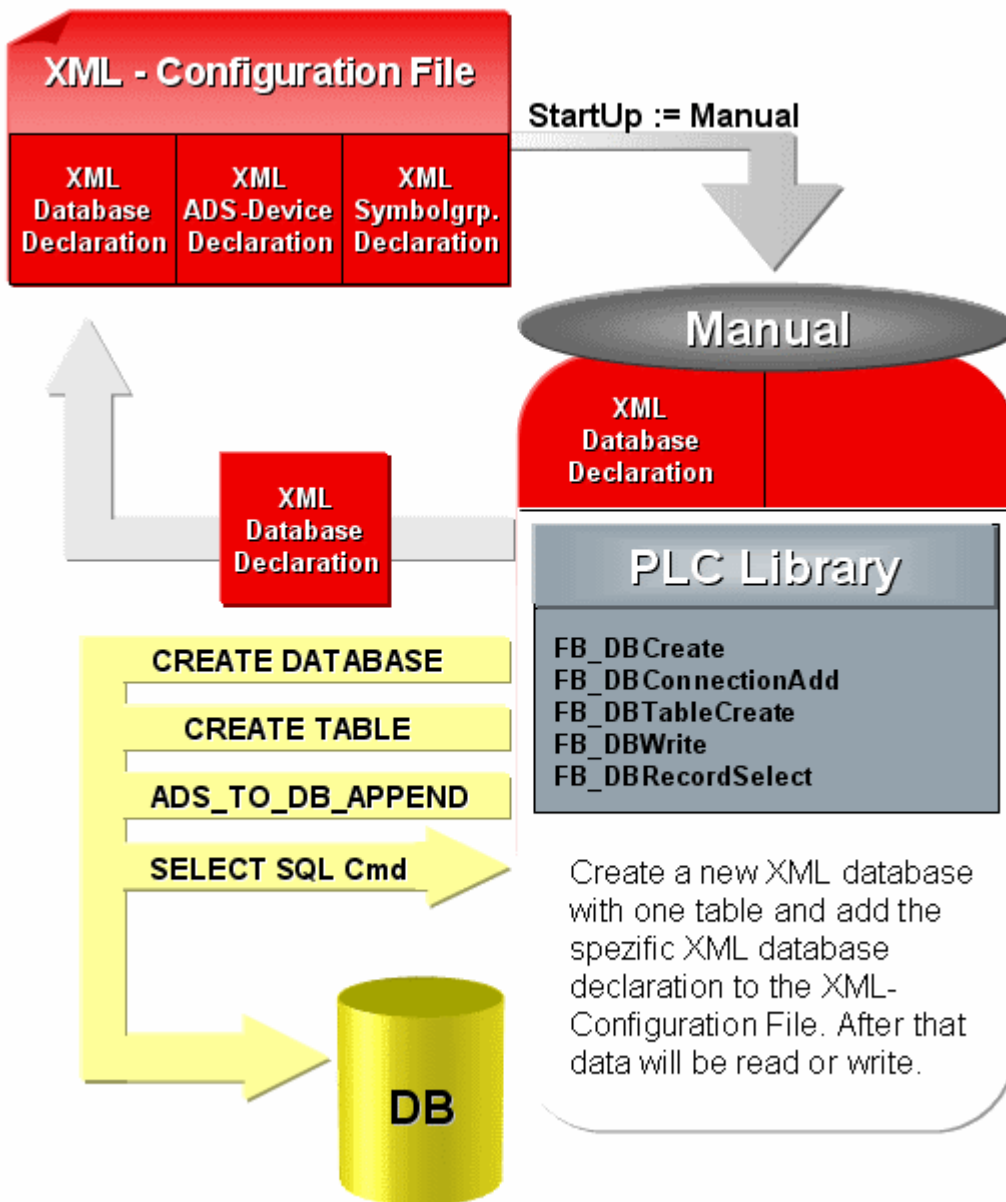 XML - Configuration File
XML
Database
Declaration
XML
ADS-Device
Declaration
XML
Symbolgrp.
Declaration
StartUp := Manual
Manual
XML
Database
Declaration
XML
Database
Declaration
PLC Library
FB_DBCreate
FB_DBConnectionAdd
FB_DBTableCreate
FB_DBWrite
FB_DBRecordSelect
CREATE DATABASE
CREATE TABLE
ADS_TO_DB_APPEND
SELECT SQL Cmd
Create a new XML database
with one table and add the
spezific XML database
declaration to the XML-
Configuration File. After that
data will be read or write.
DB